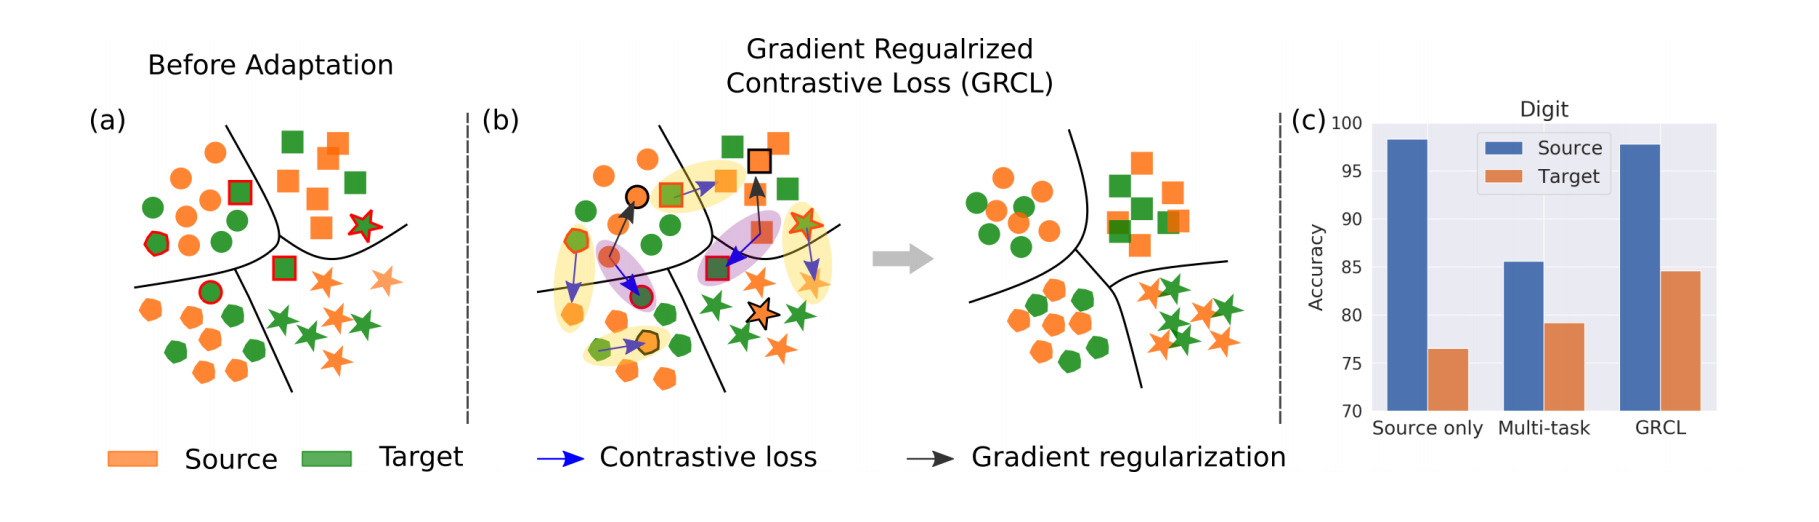 Before Adaptation
Gradient Regualrized
Contrastive Loss (GRCL)
(a)
(b)
(c)
Digit
100
95
90
85
80
75
70
Accuracy
Source
Target
Source only
Multi-task
GRCL
Source
Target
Contrastive loss
Gradient regularization